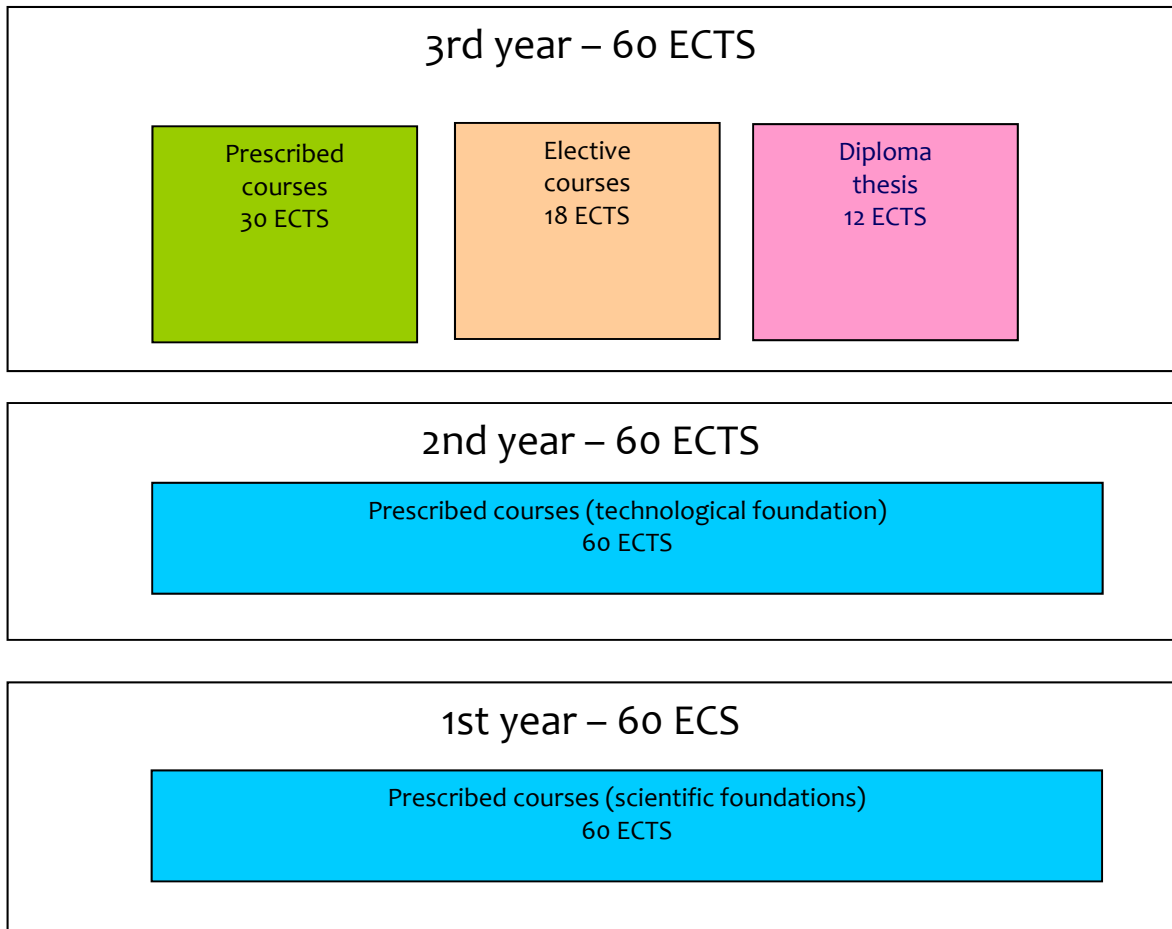 3rd year – 60 ECTS
Prescribed
courses
30 ECTS
Elective
courses
18 ECTS
Diploma
thesis
12 ECTS
2nd year – 60 ECTS
Prescribed courses (technological foundation)
60 ECTS
1st year – 60 ECS
Prescribed courses (scientific foundations)
60 ECTS